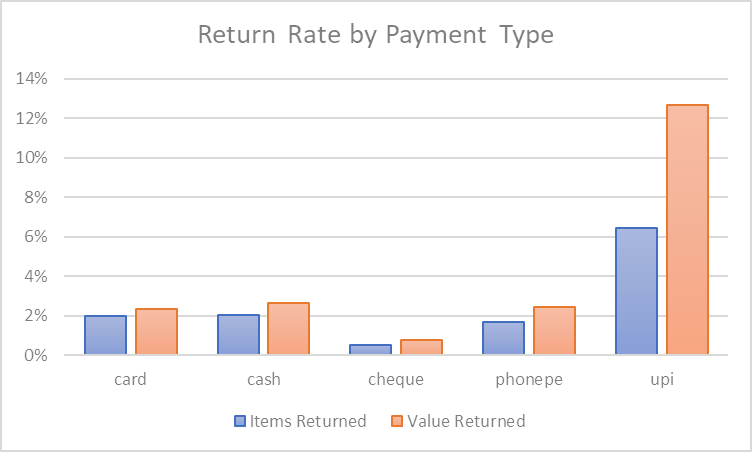 Return Rate by Payment Type
14%
12%
10%
8%
6%
4%
2%
0%
card cash cheque phonepe upi
Items Returned Value Returned